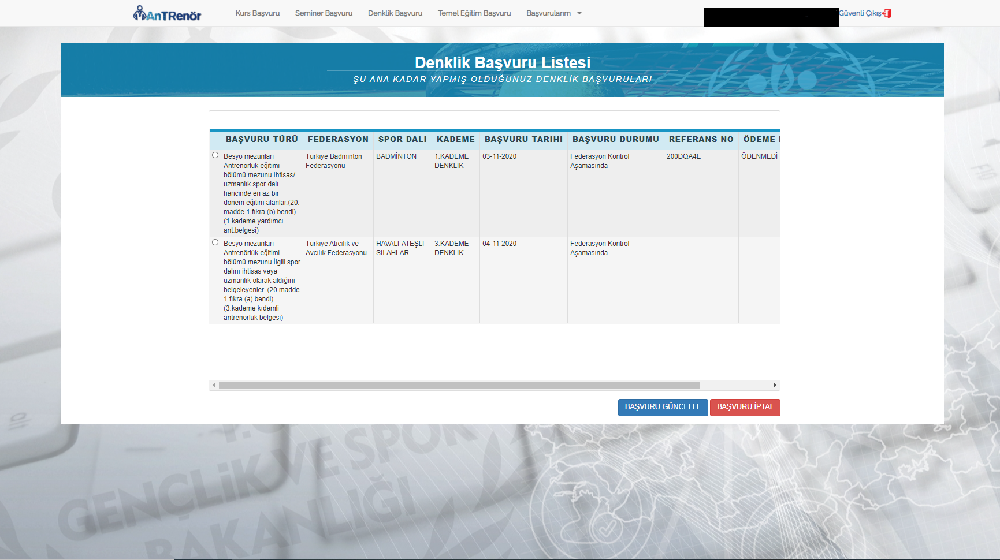 AnTRenör
Kurs Başvuru
Seminer Başvuru
Denklik Başvuru
Temel Eğitim Başvuru
Başvurularım
Güvenli Çıkış
Denklik Başvuru Listesi
ŞU ANA KADAR YAPMIŞ OLDUĞUNUZ DENKLİK BAŞVURULARI
BAŞVURU TÜRÜ
FEDERASYON
SPOR DALI
KADEME
BAŞVURU TARIHI
BAŞVURU DURUMU
REFERANS NO
ÖDEME
Besyo mezunları
Antrenörlük eğitimi
bölümü mezunu İhtisas/
uzmanlık spor dalı
haricinde en az bir
dönem eğitim alanlar.(20.
madde 1.fıkra (b) bendi)
(1.kademe yardımcı
ant.belgesi)
Türkiye Badminton
Federasyonu
BADMİNTON
1.KADEME
DENKLİK
03-11-2020
Federasyon Kontrol
Aşamasında
200DQA4E
ÖDENMEDİ
Besyo mezunları
Antrenörlük eğitimi
bölümü mezunu İlgili spor
dalını ihtisas veya
uzmanlık olarak aldığını
belgeleyenler. (20.madde
1.fıkra (a) bendi)
(3.kademe kıdemli
antrenörlük belgesi)
Türkiye Atıcılık ve
Avcılık Federasyonu
HAVALI-ATEŞLİ
SİLAHLAR
3.KADEME
DENKLİK
04-11-2020
Federasyon Kontrol
Aşamasında
BAŞVURU GÜNCELLE
BAŞVURU İPTAL
GENÇLİK VE SPOR
BAKANLIĞI